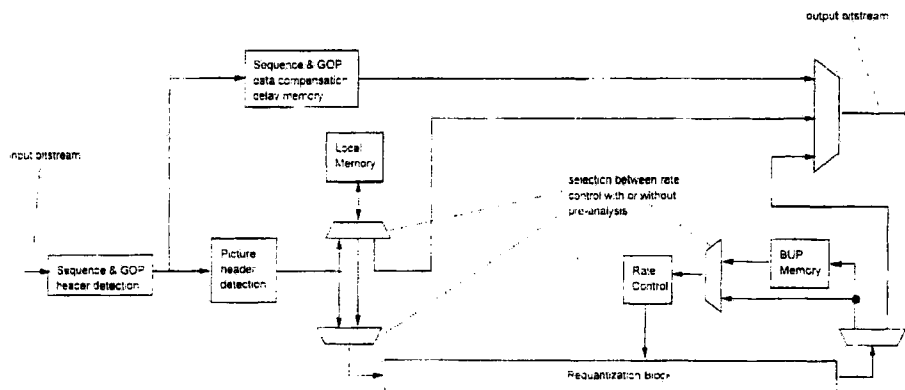 output bitstream
Sequence & GOP
data compensation
delay memory
input bitstream
Local
Memory
selection between rate
control with or without
pre-analysis
Sequence & GOP
header detection
Picture
header
detection
Rate
Control
BUP
Memory
Requantization Block